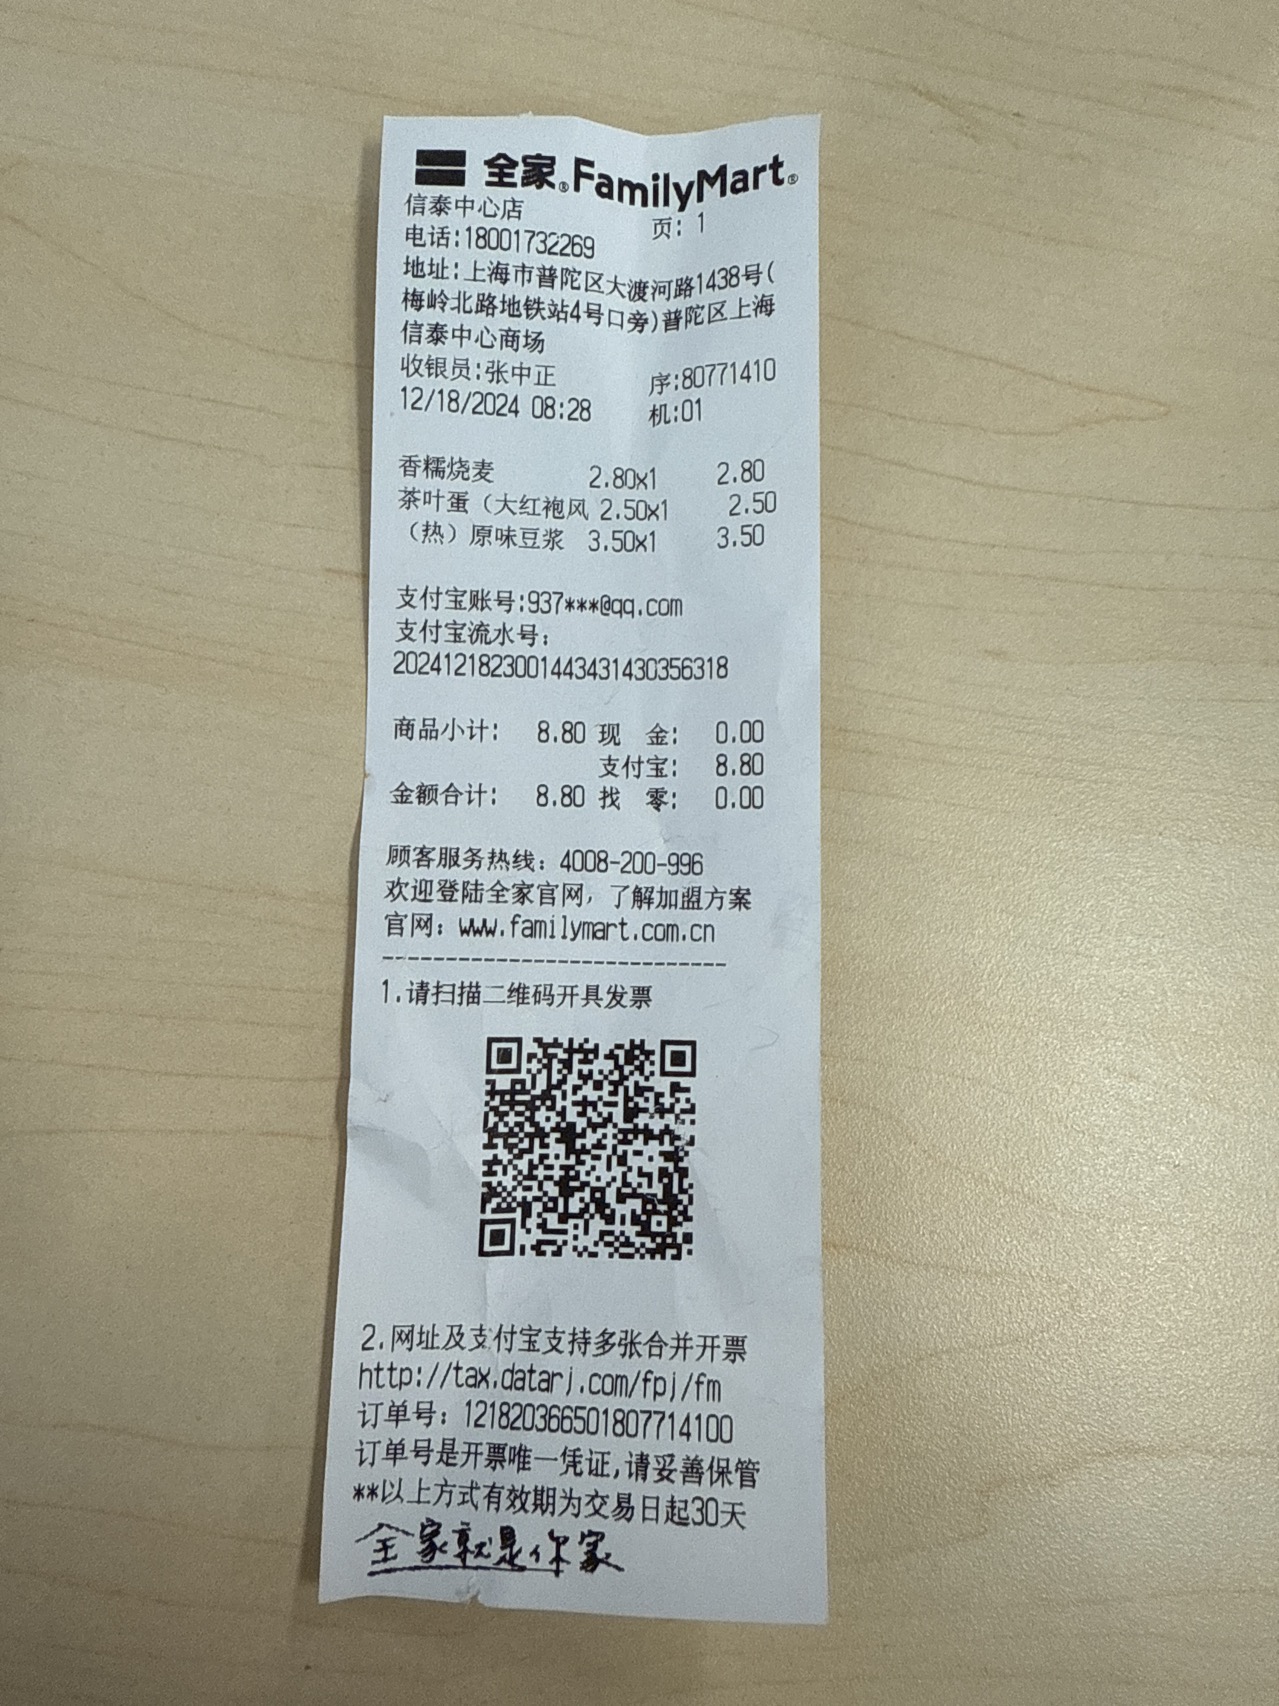 全家®FamilyMart®
信泰中心店 页: 1
电话:18001732269
地址:上海市普陀区大渡河路1438号(
梅岭北路地铁站4号口旁)普陀区上海
信泰中心商场
收银员:张中正 序:80771410
12/18/2024 08:28 机:01
香糯烧麦 2.80x1 2.80
茶叶蛋（大红袍风 2.50x1 2.50
（热）原味豆浆 3.50x1 3.50
支付宝账号:937***@qq.com
支付宝流水号:
2024121823001443431430356318
商品小计: 8.80 现 金: 0.00
支付宝: 8.80
金额合计: 8.80 找 零: 0.00
顾客服务热线: 4008-200-996
欢迎登陆全家官网, 了解加盟方案
官网: www.familymart.com.cn
----------------------------
1.请扫描二维码开具发票
2.网址及支付宝支持多张合并开票
http://tax.datarj.com/fpj/fm
订单号: 121820366501807714100
订单号是开票唯一凭证,请妥善保管
**以上方式有效期为交易日起30天
全家就是你家